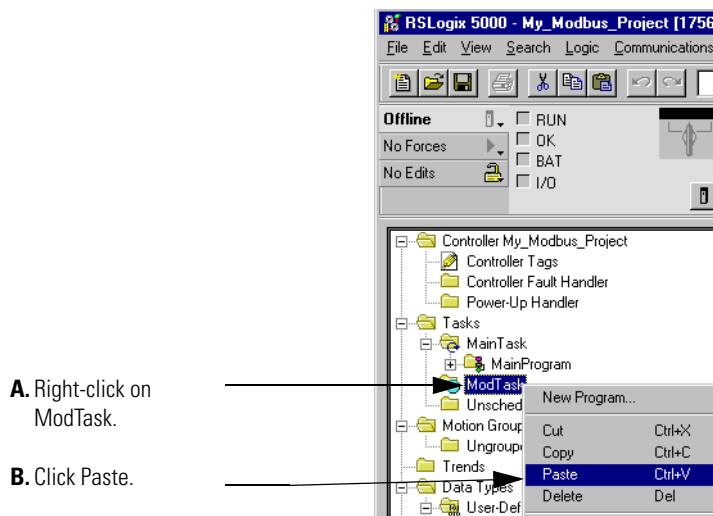 RSLogix 5000 - My_Modbus_Project [1756
File Edit View Search Logic Communications
Offline
RUN
No Forces
OK
BAT
No Edits
I/O
Controller My_Modbus_Project
Controller Tags
Controller Fault Handler
Power-Up Handler
Tasks
MainTask
MainProgram
A. Right-click on
ModTask.
ModTask
Unsched
New Program...
Motion Group
Cut Ctrl+X
Ungroup
Copy Ctrl+C
Trends
B. Click Paste.
Paste Ctrl+V
Data Types
Delete Del
User-Def